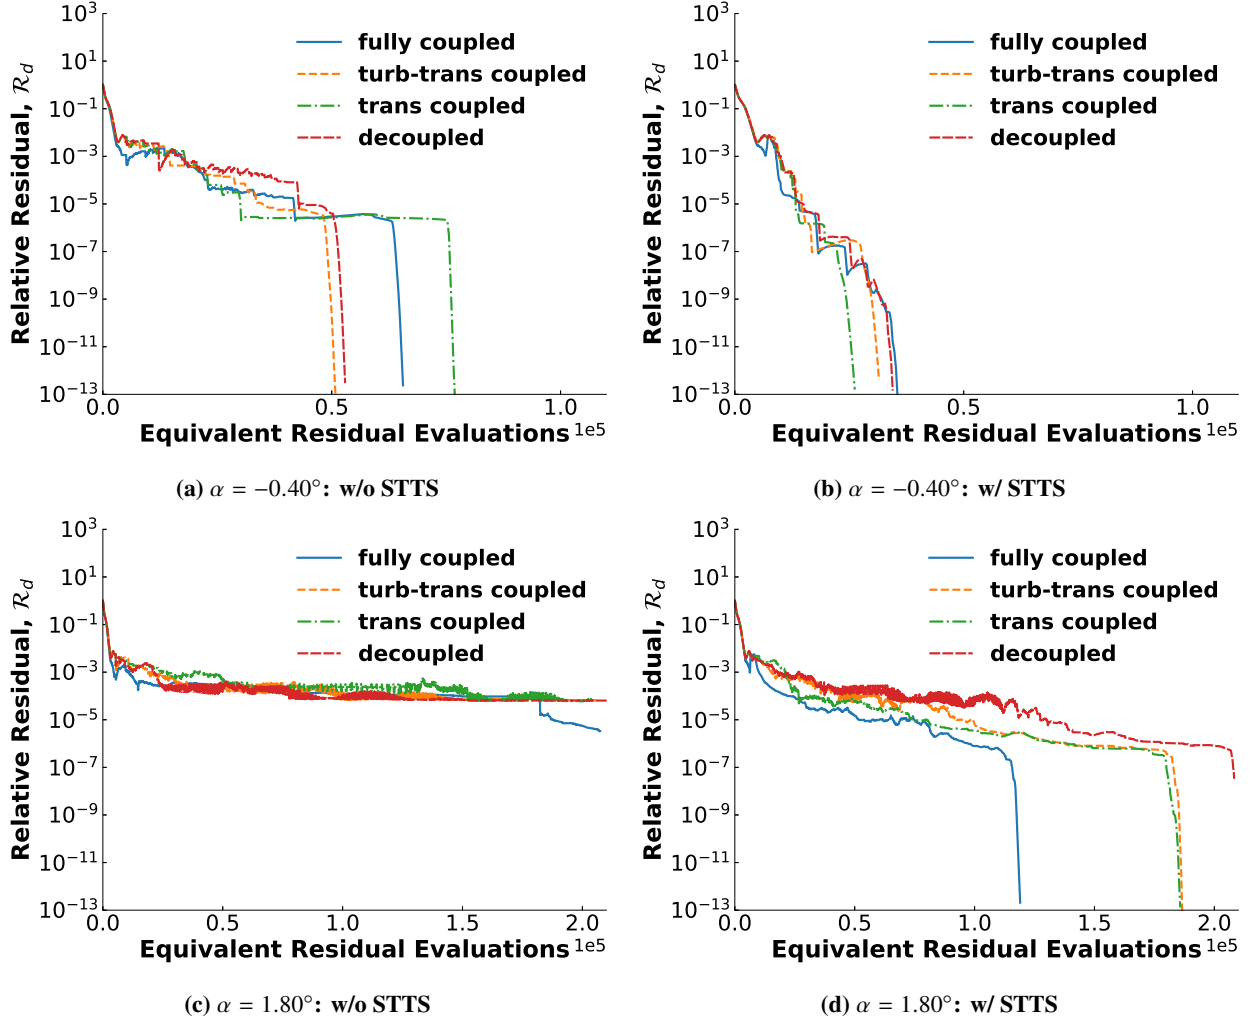 10^3
10^1
10^−1
10^−3
10^−5
10^−7
10^−9
10^−11
10^−13
Relative Residual, ℛ_d
fully coupled
turb-trans coupled
trans coupled
decoupled
0.0 0.5 1.0
Equivalent Residual Evaluations 1e5
(a) α = −0.40°: w/o STTS
10^3
10^1
10^−1
10^−3
10^−5
10^−7
10^−9
10^−11
10^−13
Relative Residual, ℛ_d
fully coupled
turb-trans coupled
trans coupled
decoupled
0.0 0.5 1.0
Equivalent Residual Evaluations 1e5
(b) α = −0.40°: w/ STTS
10^3
10^1
10^−1
10^−3
10^−5
10^−7
10^−9
10^−11
10^−13
Relative Residual, ℛ_d
fully coupled
turb-trans coupled
trans coupled
decoupled
0.0 0.5 1.0 1.5 2.0
Equivalent Residual Evaluations 1e5
(c) α = 1.80°: w/o STTS
10^3
10^1
10^−1
10^−3
10^−5
10^−7
10^−9
10^−11
10^−13
Relative Residual, ℛ_d
fully coupled
turb-trans coupled
trans coupled
decoupled
0.0 0.5 1.0 1.5 2.0
Equivalent Residual Evaluations 1e5
(d) α = 1.80°: w/ STTS